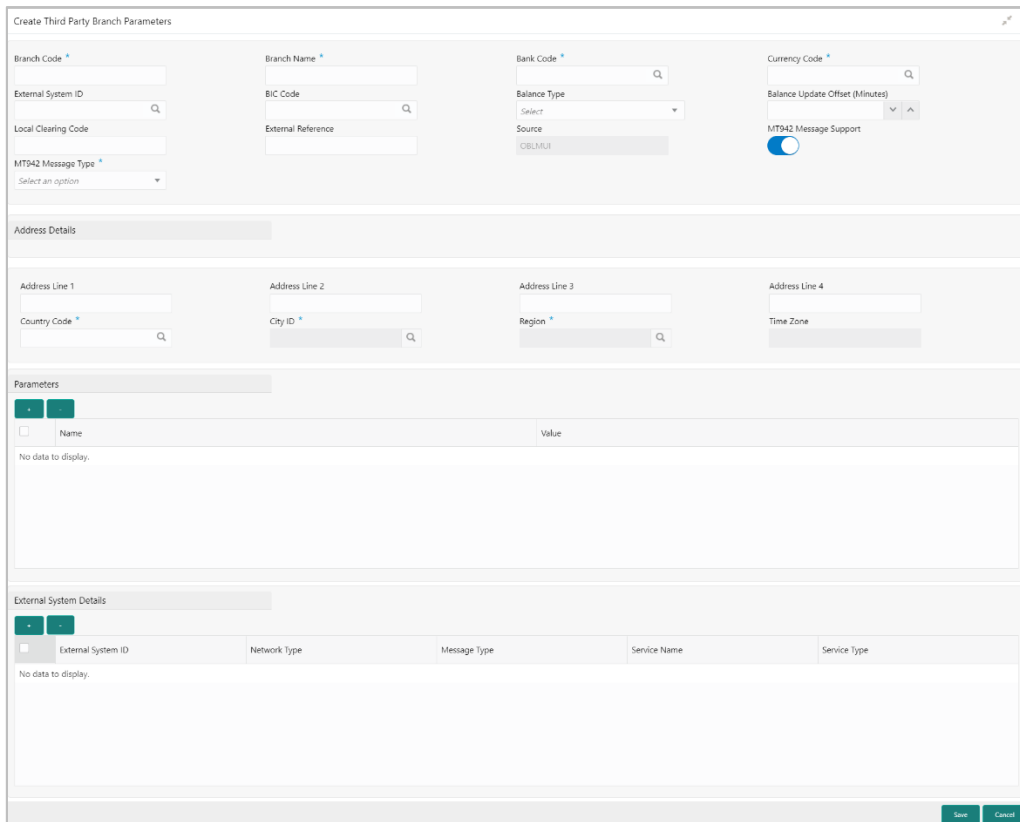 Create Third Party Branch Parameters
Branch Code *
Branch Name *
Bank Code *
Currency Code *
External System ID
BIC Code
Balance Type
Balance Update Offset (Minutes)
Select
Local Clearing Code
External Reference
Source
MT942 Message Support
OBLMUI
MT942 Message Type *
Select an option
Address Details
Address Line 1
Address Line 2
Address Line 3
Address Line 4
Country Code *
City ID *
Region *
Time Zone
Parameters
+ -
Name Value
No data to display.
External System Details
+ -
External System ID Network Type Message Type Service Name Service Type
No data to display.
Save Cancel